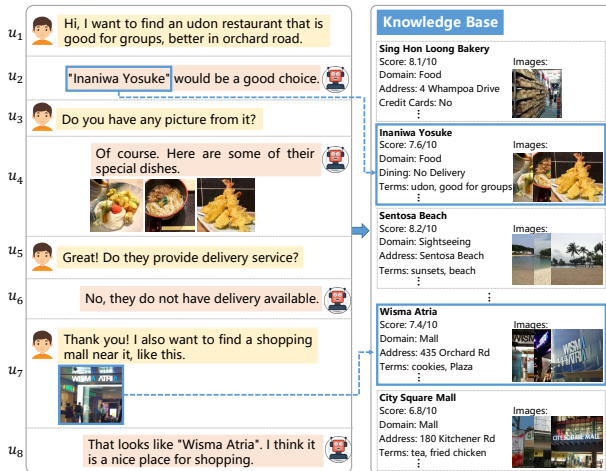 u1
Hi, I want to find an udon restaurant that is
good for groups, better in orchard road.
u2
"Inaniwa Yosuke" would be a good choice.
u3
Do you have any picture from it?
u4
Of course. Here are some of their
special dishes.
u5
Great! Do they provide delivery service?
u6
No, they do not have delivery available.
u7
Thank you! I also want to find a shopping
mall near it, like this.
WISMA ATRIA
u8
That looks like "Wisma Atria". I think it
is a nice place for shopping.
Knowledge Base
Sing Hon Loong Bakery
Score: 8.1/10
Images:
Domain: Food
Address: 4 Whampoa Drive
Credit Cards: No
⋮
Inaniwa Yosuke
Score: 7.6/10
Images:
Domain: Food
Dining: No Delivery
Terms: udon, good for groups
⋮
Sentosa Beach
Score: 8.2/10
Images:
Domain: Sightseeing
Address: Sentosa Beach
Terms: sunsets, beach
⋮
⋮
Wisma Atria
Score: 7.4/10
Images:
Domain: Mall
Address: 435 Orchard Rd
Terms: cookies, Plaza
⋮
City Square Mall
Score: 6.8/10
Images:
Domain: Mall
Address: 180 Kitchener Rd
Terms: tea, fried chicken
⋮
CITY SQUARE MALL